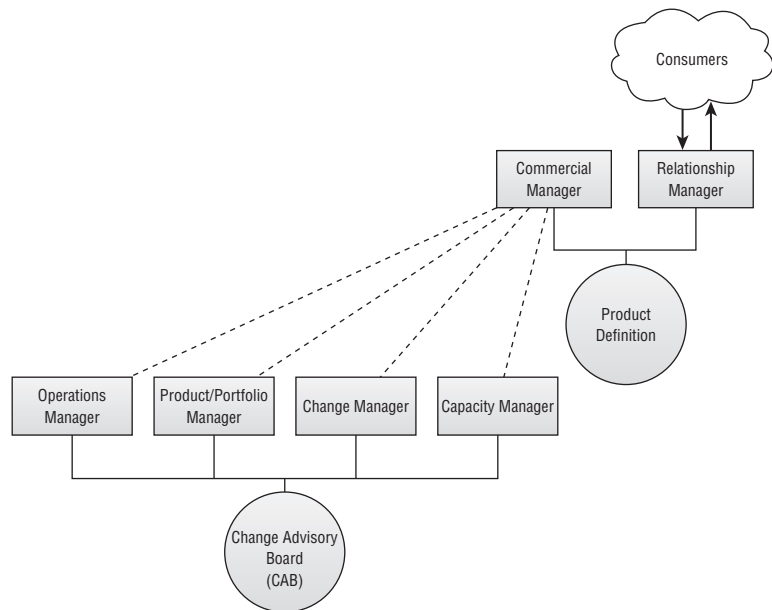 Consumers
Commercial
Manager
Relationship
Manager
Product
Definition
Operations
Manager
Product/Portfolio
Manager
Change Manager
Capacity Manager
Change Advisory
Board
(CAB)